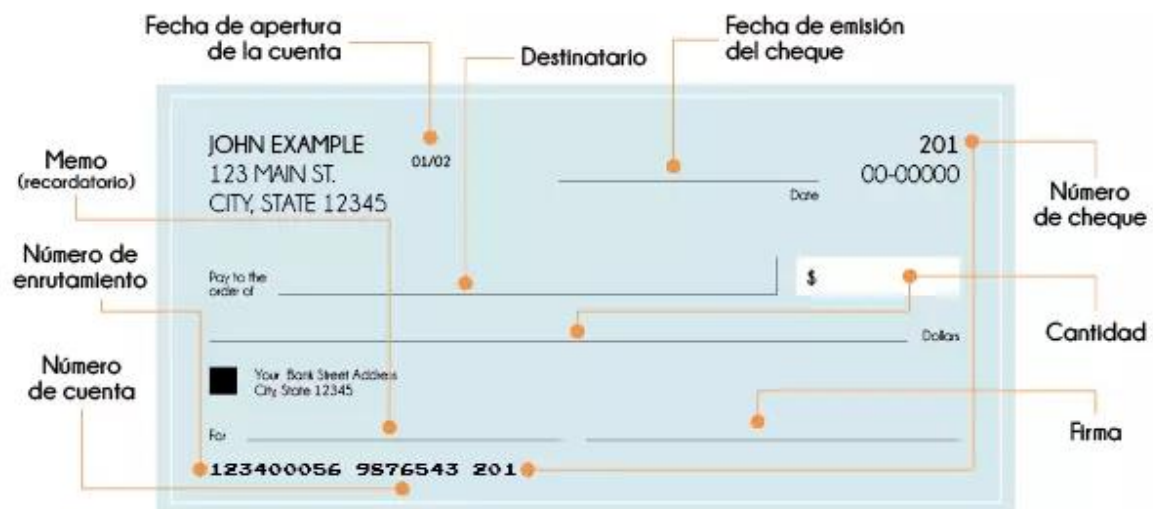 Fecha de apertura
de la cuenta
Destinatario
Fecha de emisión
del cheque
Memo
(recordatorio)
JOHN EXAMPLE
123 MAIN ST.
CITY, STATE 12345
01/02
Date
201
00-00000
Número
de cheque
Número de
enrutamiento
Pay to the
order of
$
Dollars
Cantidad
Número
de cuenta
Your Bank Street Address
City, State 12345
For
Firma
123400056 9876543 201